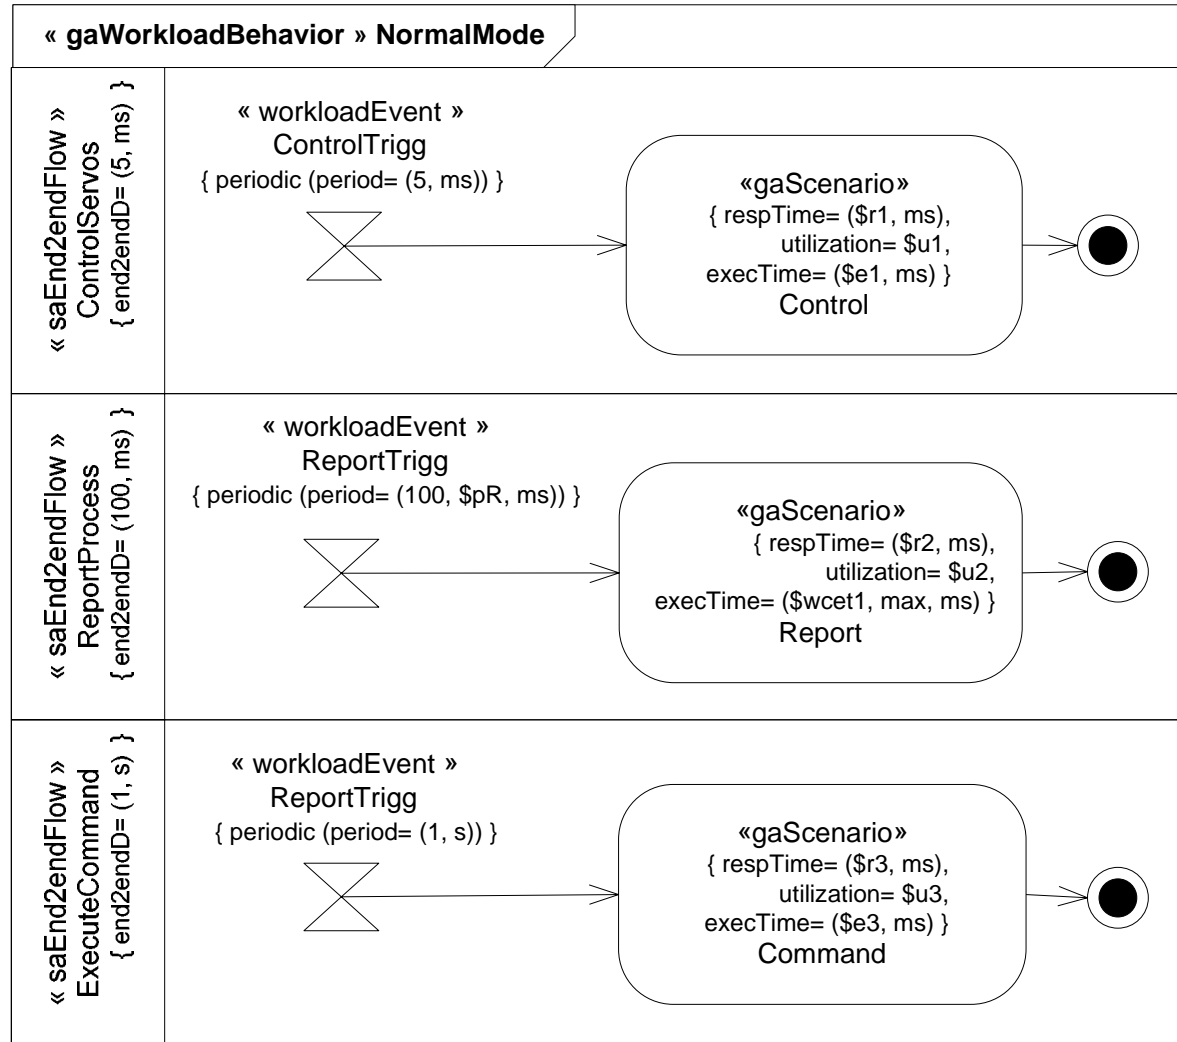 « gaWorkloadBehavior » NormalMode
« saEnd2endFlow »
ControlServos
{ end2endD= (5, ms) }
« workloadEvent »
ControlTrigg
{ periodic (period= (5, ms)) }
«gaScenario»
{ respTime= ($r1, ms),
utilization= $u1,
execTime= ($e1, ms) }
Control
« saEnd2endFlow »
ReportProcess
{ end2endD= (100, ms) }
« workloadEvent »
ReportTrigg
{ periodic (period= (100, $pR, ms)) }
«gaScenario»
{ respTime= ($r2, ms),
utilization= $u2,
execTime= ($wcet1, max, ms) }
Report
« saEnd2endFlow »
ExecuteCommand
{ end2endD= (1, s) }
« workloadEvent »
ReportTrigg
{ periodic (period= (1, s)) }
«gaScenario»
{ respTime= ($r3, ms),
utilization= $u3,
execTime= ($e3, ms) }
Command